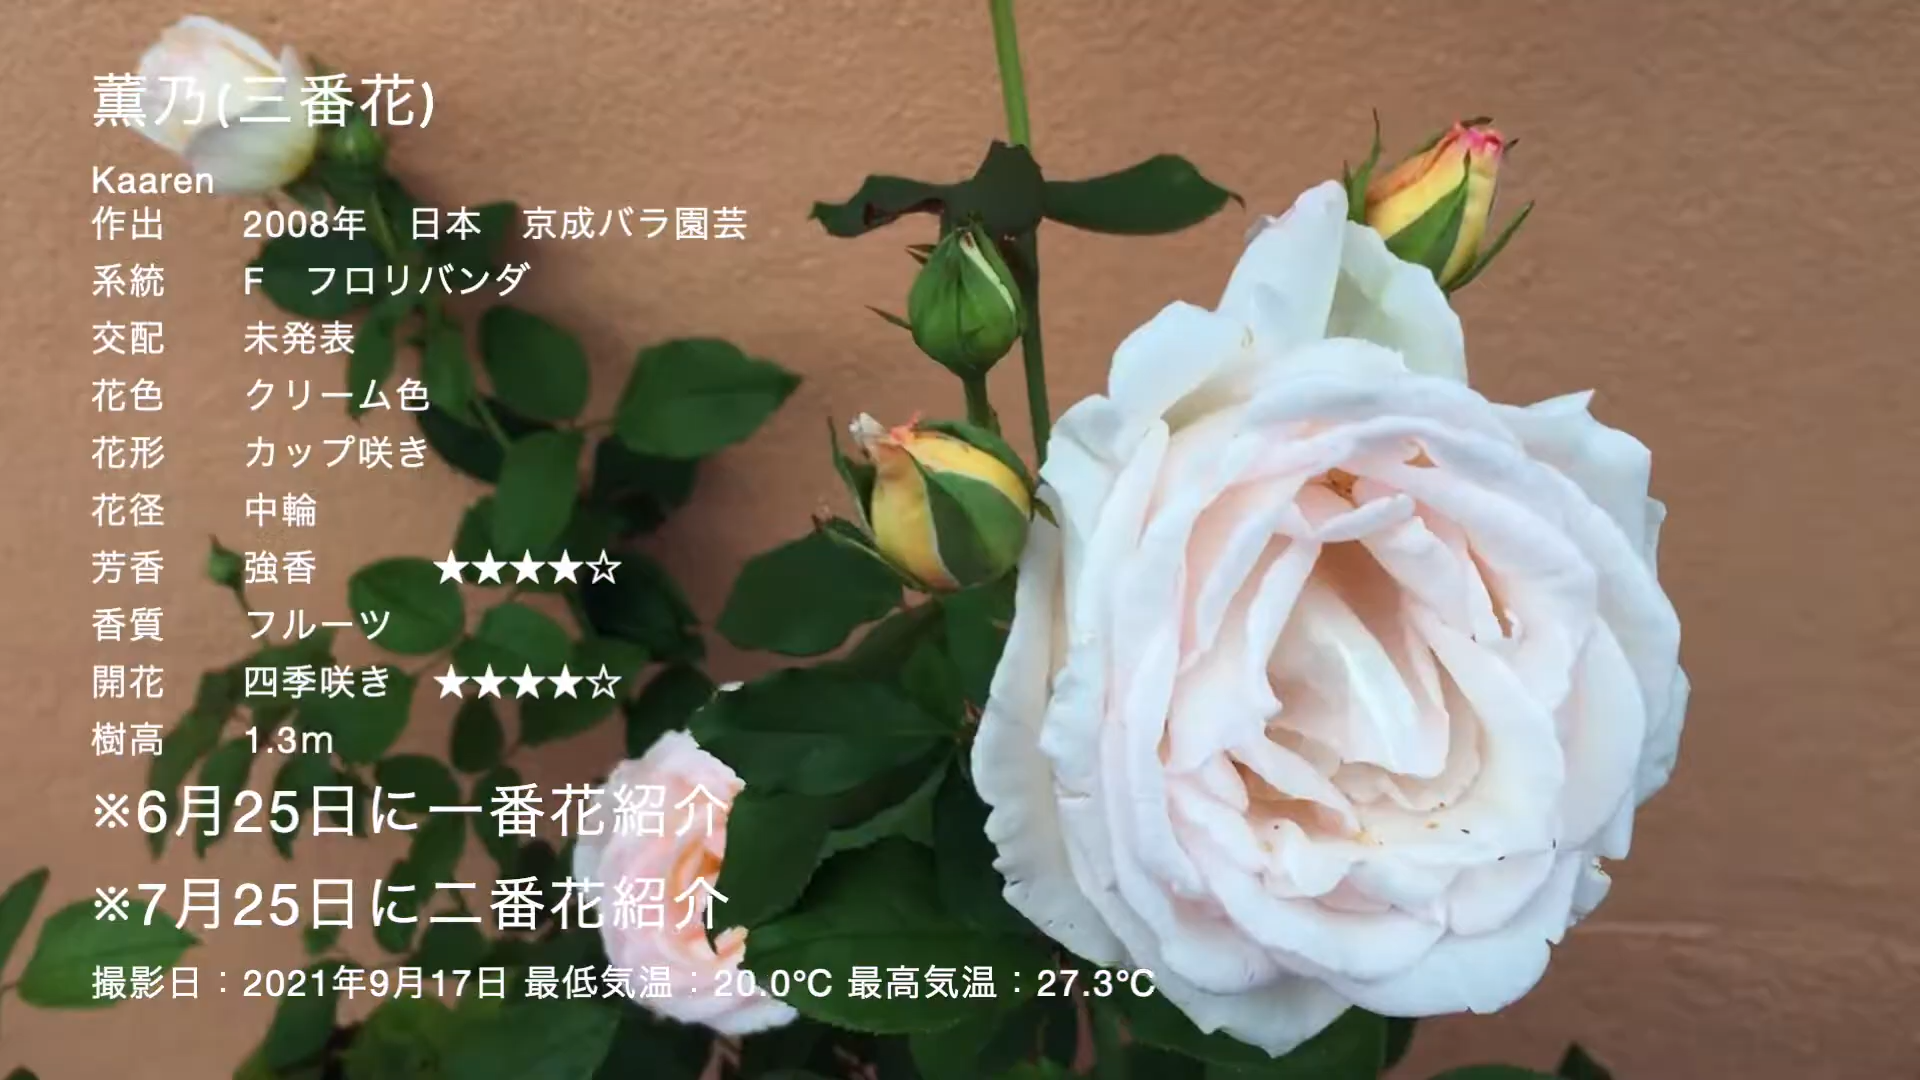 薫乃(三番花)
Kaaren
作出 2008年 日本 京成バラ園芸
系統 F フロリバンダ
交配 未発表
花色 クリーム色
花形 カップ咲き
花径 中輪
芳香 強香 ★★★★☆
香質 フルーツ
開花 四季咲き ★★★★☆
樹高 1.3m
※6月25日に一番花紹介
※7月25日に二番花紹介
撮影日：2021年9月17日 最低気温：20.0℃ 最高気温：27.3℃